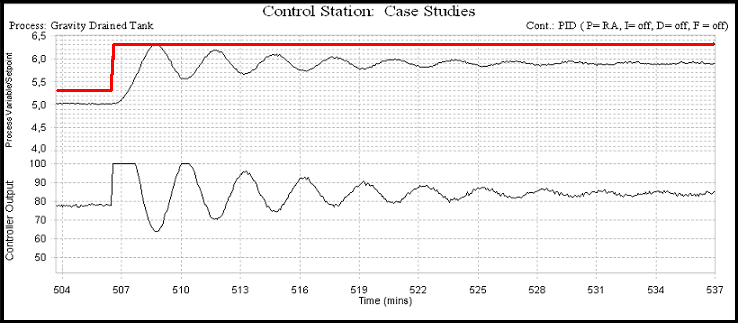 Control Station: Case Studies
Process: Gravity Drained Tank
Cont.: PID ( P= RA, I= off, D= off, F = off)
Process Variable/Setpoint
6,5
6,0
5,5
5,0
4,5
4,0
Controller Output
100
90
80
70
60
50
504 507 510 513 516 519 522 525 528 531 534 537
Time (mins)